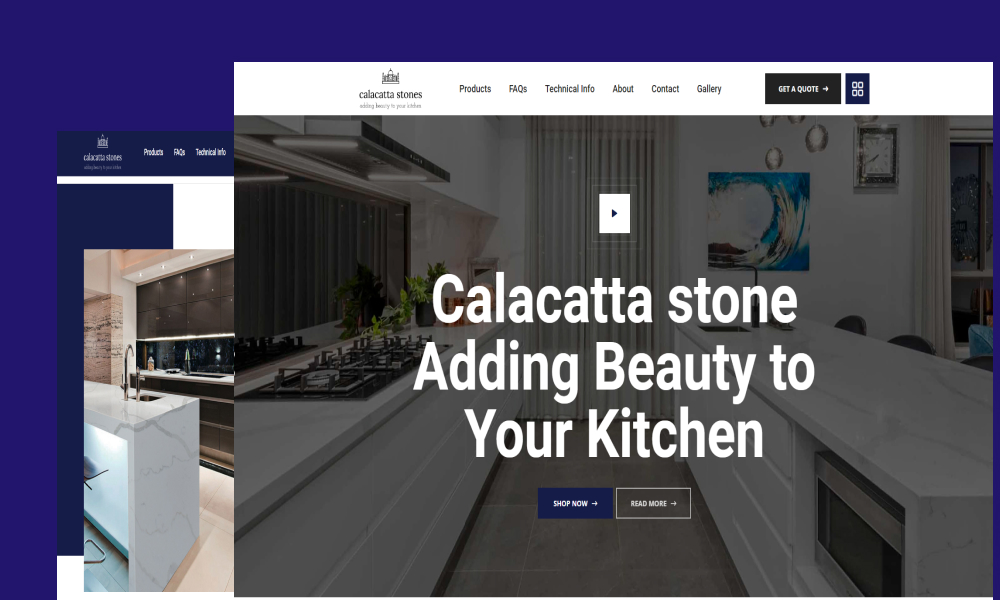 calacatta stones
adding beauty to your kitchen
Products FAQs Technical Info About Contact Gallery
GET A QUOTE →
Calacatta stone
Adding Beauty to
Your Kitchen
SHOP NOW →
READ MORE →
calacatta stones
adding beauty to your kitchen
Products FAQs Technical Info